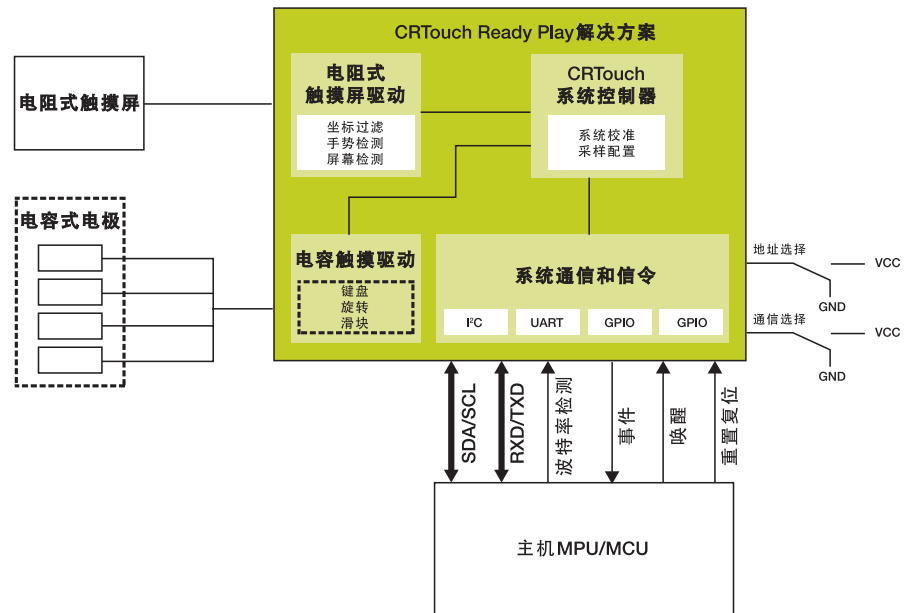 CRTouch Ready Play解决方案
电阻式触摸屏
电阻式
触摸屏驱动
坐标过滤
手势检测
屏幕检测
CRTouch
系统控制器
系统校准
采样配置
电容式电极
电容触摸驱动
键盘
旋转
滑块
系统通信和信令
I²C
UART
GPIO
GPIO
地址选择
VCC
GND
通信选择
VCC
GND
SDA/SCL
RXD/TXD
波特率检测
事件
唤醒
重置复位
主机MPU/MCU